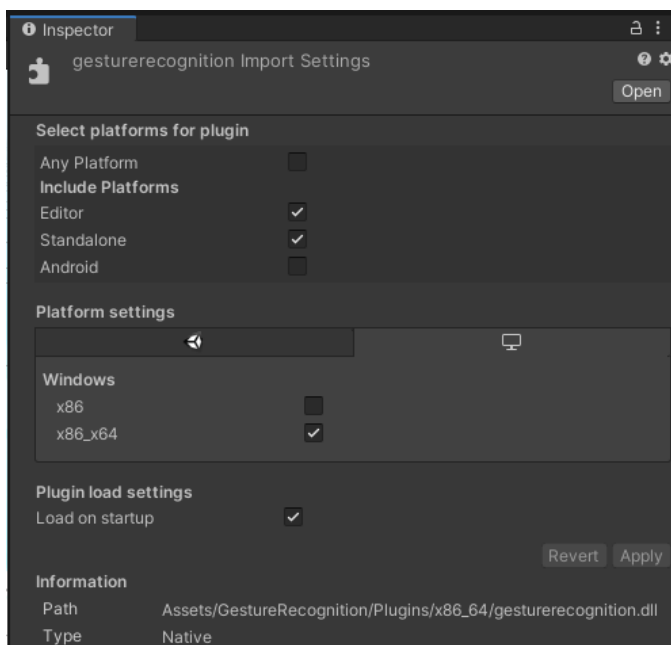 Inspector
gesturerecognition Import Settings
Open
Select platforms for plugin
Any Platform
Include Platforms
Editor
Standalone
Android
Platform settings
Windows
x86
x86_x64
Plugin load settings
Load on startup
Revert Apply
Information
Path Assets/GestureRecognition/Plugins/x86_64/gesturerecognition.dll
Type Native